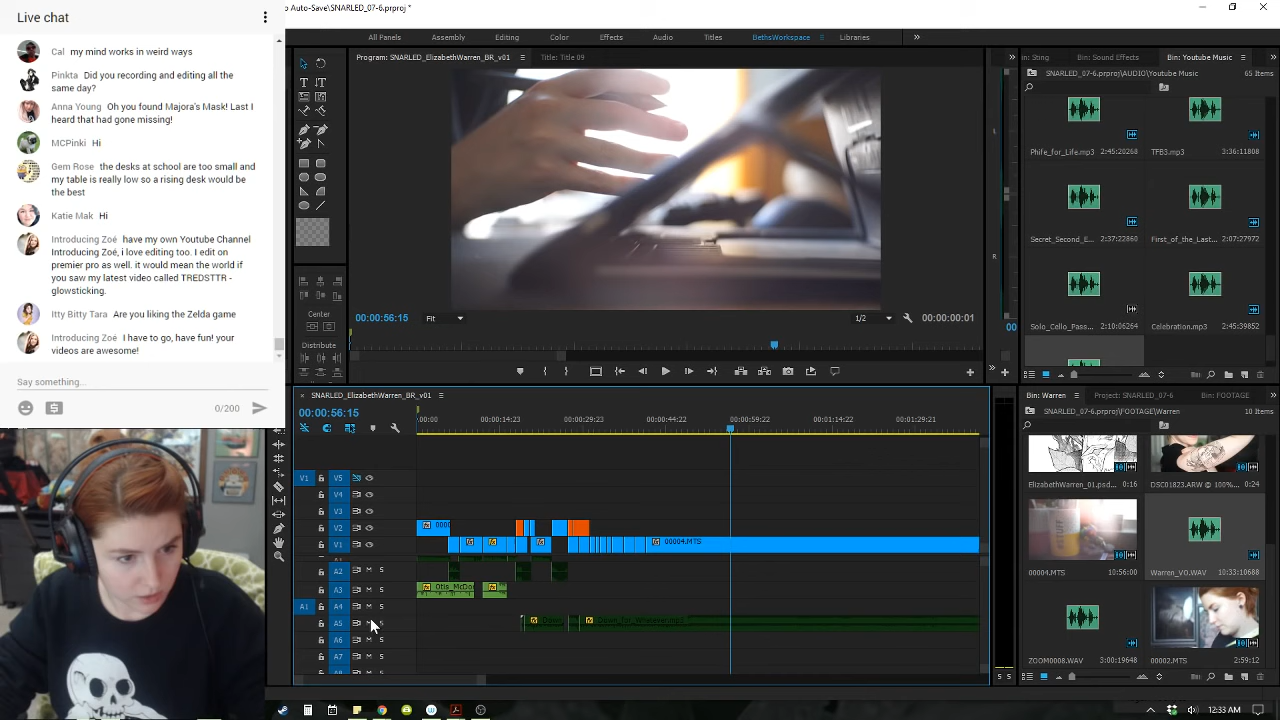 Live chat
Auto-Save\SNARLED_07-6.prproj *
Cal my mind works in weird ways
Pinkta Did you recording and editing all the
same day?
Anna Young Oh you found Majora's Mask! Last I
heard that had gone missing!
MCPinki Hi
Gem Rose the desks at school are too small and
my table is really low so a rising desk would be
the best
Katie Mak Hi
Introducing Zoé have my own Youtube Channel
Introducing Zoé, i love editing too. I edit on
premier pro as well. it would mean the world if
you saw my latest video called TREDSTTR -
glowsticking.
Itty Bitty Tara Are you liking the Zelda game
Introducing Zoé I have to go, have fun! your
videos are awesome!
Say something...
0/200
All Panels Assembly Editing Color Effects Audio Titles BethsWorkspace Libraries
Program: SNARLED_ElizabethWarren_BR_v01 Title: Title 09
Center
Distribute
00:00:56:15 Fit 1/2 00:00:00:01
L
R
00
: Sting Bin: Sound Effects Bin: Youtube Music
SNARLED_07-6.prproj\AUDIO\Youtube Music 65 Items
Phife_for_Life.mp3 2:45:20268 TFB3.mp3 3:36:11808
Secret_Second_E... 2:37:22860 First_of_the_Last... 2:07:27972
Solo_Cello_Pass... 2:10:06264 Celebration.mp3 2:45:39852
SNARLED_ElizabethWarren_BR_v01
00:00:56:15
:00:00 00:00:14:23 00:00:29:23 00:00:44:22 00:00:59:22 00:01:14:22 00:01:29:21
V1 V5
V4
V3
V2
V1 00004.MTS
A2 M S
A3 M S Otis_McDo
A1 A4 M S
A5 S Down_for_Whatever.mp3
A6 M S
A7 M S
S S
Bin: Warren Project: SNARLED_07-6 Bin: FOOTAGE
SNARLED_07-6.prproj\FOOTAGE\Warren 10 Items
ElizabethWarren_01.psd... 0:14 DSC01823.ARW @ 100%... 0:24
00004.MTS 10:56:00 Warren_VO.WAV 10:33:10688
ZOOM0008.WAV 3:00:19648 00002.MTS 2:59:12
12:33 AM